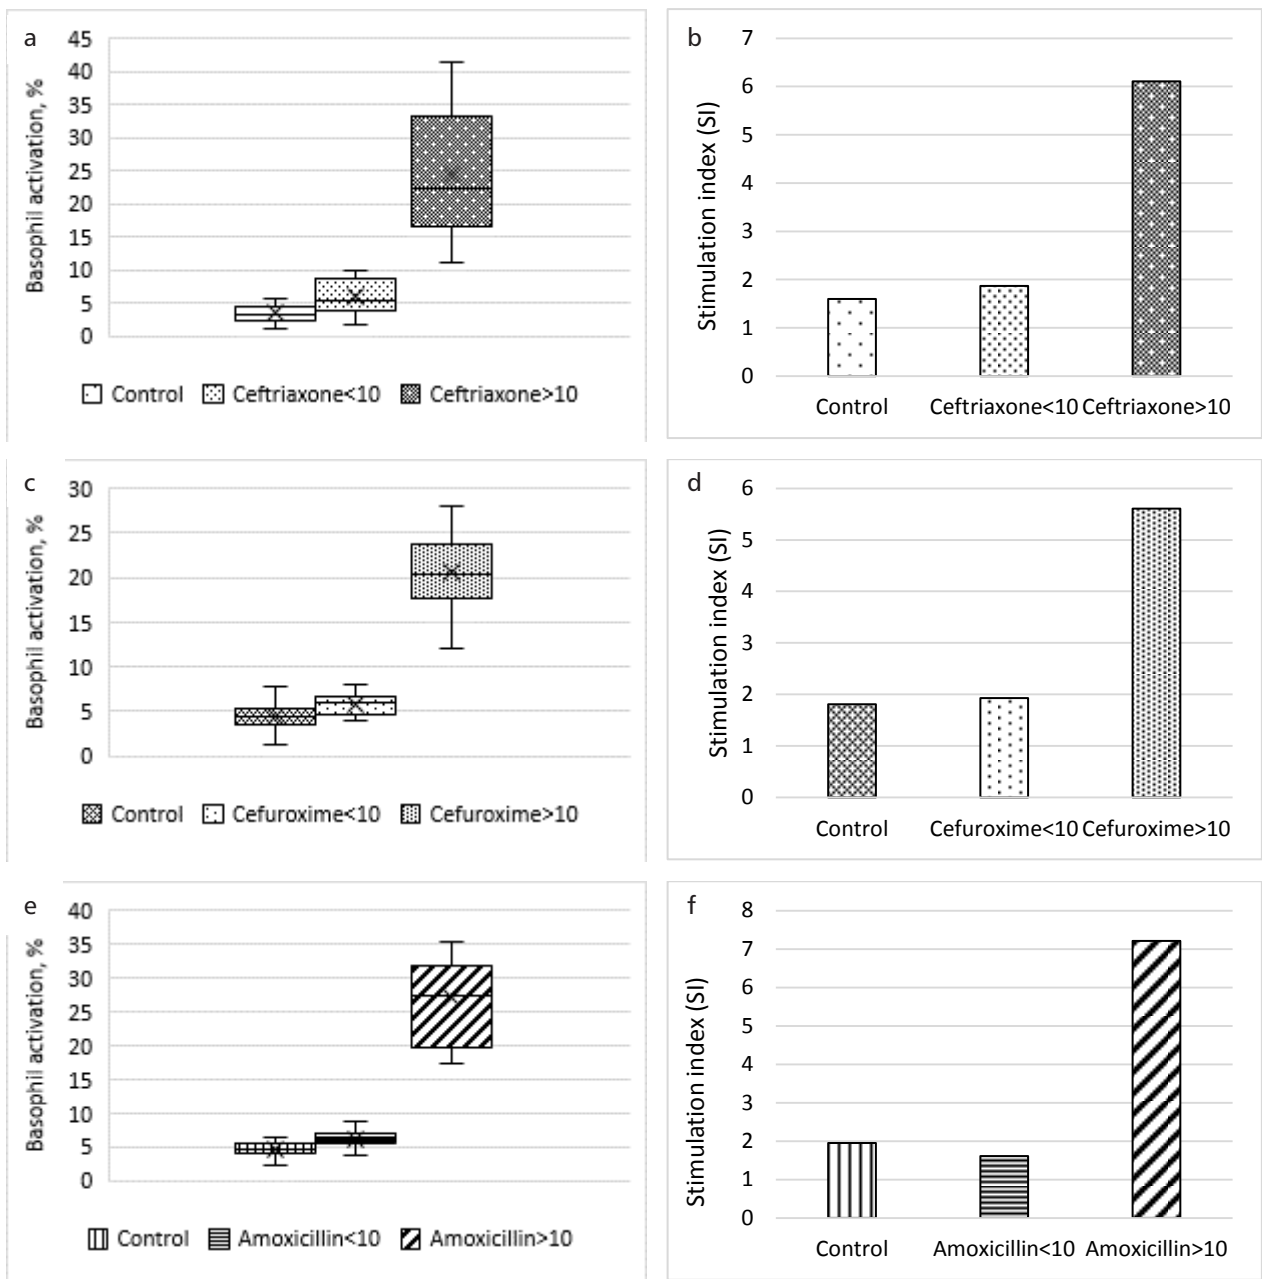 a
Basophil activation, %
45
40
35
30
25
20
15
10
5
0
Control Ceftriaxone<10 Ceftriaxone>10
b
Stimulation index (SI)
7
6
5
4
3
2
1
0
Control Ceftriaxone<10 Ceftriaxone>10
c
Basophil activation, %
30
25
20
15
10
5
0
Control Cefuroxime<10 Cefuroxime>10
d
Stimulation index (SI)
6
5
4
3
2
1
0
Control Cefuroxime<10 Cefuroxime>10
e
Basophil activation, %
40
35
30
25
20
15
10
5
0
Control Amoxicillin<10 Amoxicillin>10
f
Stimulation index (SI)
8
7
6
5
4
3
2
1
0
Control Amoxicillin<10 Amoxicillin>10